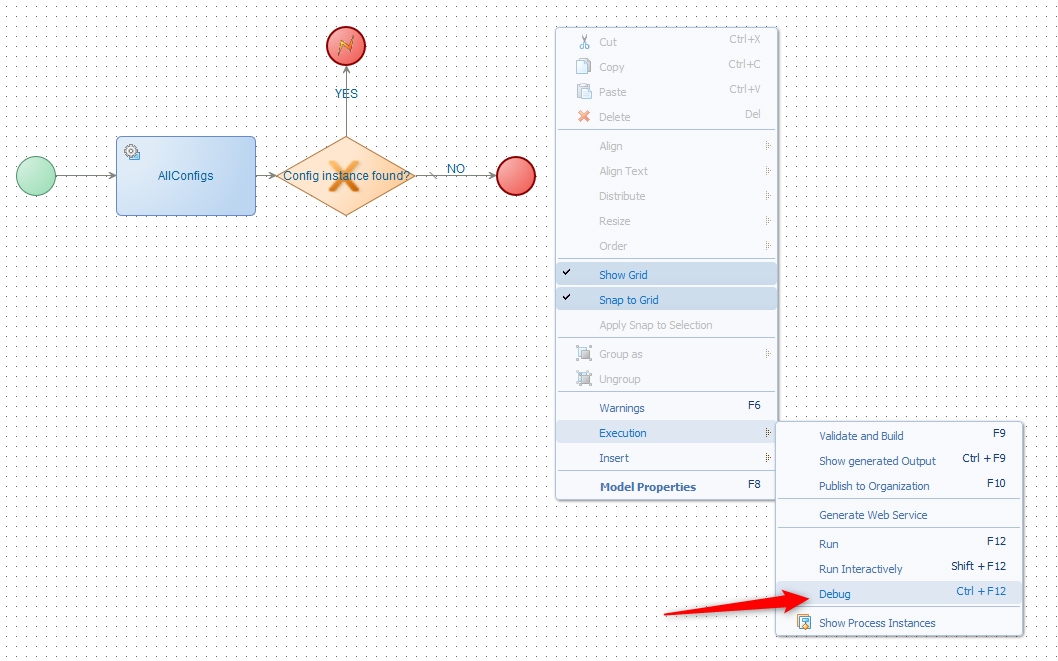 YES
AllConfigs
Config instance found?
NO
Cut Ctrl+X
Copy Ctrl+C
Paste Ctrl+V
Delete Del
Align
Align Text
Distribute
Resize
Order
Show Grid
Snap to Grid
Apply Snap to Selection
Group as
Ungroup
Warnings F6
Execution
Insert
Model Properties F8
Validate and Build F9
Show generated Output Ctrl + F9
Publish to Organization F10
Generate Web Service
Run F12
Run Interactively Shift + F12
Debug Ctrl + F12
Show Process Instances